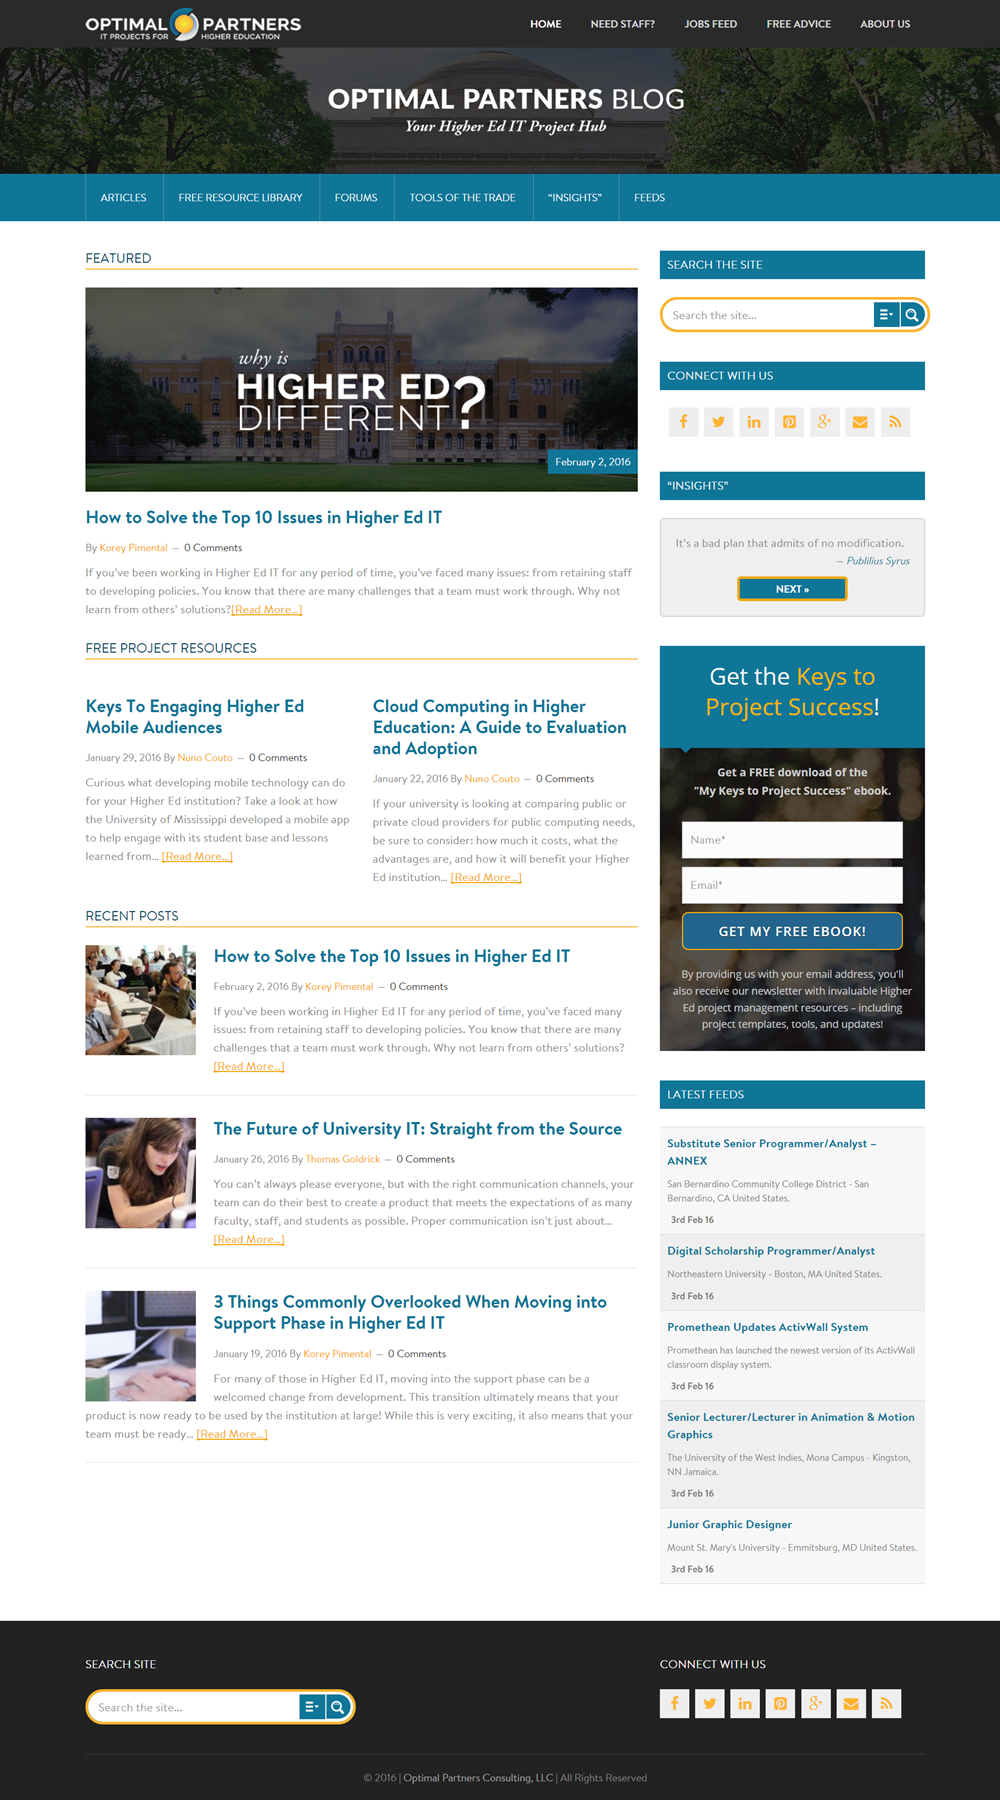 OPTIMAL PARTNERS
IT PROJECTS FOR HIGHER EDUCATION
HOME NEED STAFF? JOBS FEED FREE ADVICE ABOUT US
OPTIMAL PARTNERS BLOG
Your Higher Ed IT Project Hub
ARTICLES FREE RESOURCE LIBRARY FORUMS TOOLS OF THE TRADE “INSIGHTS” FEEDS
FEATURED
why is
HIGHER ED
DIFFERENT?
February 2, 2016
How to Solve the Top 10 Issues in Higher Ed IT
By Korey Pimental — 0 Comments
If you’ve been working in Higher Ed IT for any period of time, you’ve faced many issues: from retaining staff
to developing policies. You know that there are many challenges that a team must work through. Why not
learn from others’ solutions?[Read More...]
FREE PROJECT RESOURCES
Keys To Engaging Higher Ed
Mobile Audiences
January 29, 2016 By Nuno Couto — 0 Comments
Curious what developing mobile technology can do
for your Higher Ed institution? Take a look at how
the University of Mississippi developed a mobile app
to help engage with its student base and lessons
learned from... [Read More...]
Cloud Computing in Higher
Education: A Guide to Evaluation
and Adoption
January 22, 2016 By Nuno Couto — 0 Comments
If your university is looking at comparing public or
private cloud providers for public computing needs,
be sure to consider: how much it costs, what the
advantages are, and how it will benefit your Higher
Ed institution... [Read More...]
RECENT POSTS
How to Solve the Top 10 Issues in Higher Ed IT
February 2, 2016 By Korey Pimental — 0 Comments
If you’ve been working in Higher Ed IT for any period of time, you’ve faced many
issues: from retaining staff to developing policies. You know that there are many
challenges that a team must work through. Why not learn from others’ solutions?
[Read More...]
The Future of University IT: Straight from the Source
January 26, 2016 By Thomas Goldrick — 0 Comments
You can’t always please everyone, but with the right communication channels, your
team can do their best to create a product that meets the expectations of as many
faculty, staff, and students as possible. Proper communication isn’t just about...
[Read More...]
3 Things Commonly Overlooked When Moving into
Support Phase in Higher Ed IT
January 19, 2016 By Korey Pimental — 0 Comments
For many of those in Higher Ed IT, moving into the support phase can be a
welcomed change from development. This transition ultimately means that your
product is now ready to be used by the institution at large! While this is very exciting, it also means that your
team must be ready... [Read More...]
SEARCH THE SITE
Search the site...
CONNECT WITH US
“INSIGHTS”
It’s a bad plan that admits of no modification.
— Publilius Syrus
NEXT »
Get the Keys to
Project Success!
Get a FREE download of the
"My Keys to Project Success" ebook.
Name*
Email*
GET MY FREE EBOOK!
By providing us with your email address, you'll
also receive our newsletter with invaluable Higher
Ed project management resources – including
project templates, tools, and updates!
LATEST FEEDS
Substitute Senior Programmer/Analyst –
ANNEX
San Bernardino Community College District - San
Bernardino, CA United States.
3rd Feb 16
Digital Scholarship Programmer/Analyst
Northeastern University - Boston, MA United States.
3rd Feb 16
Promethean Updates ActivWall System
Promethean has launched the newest version of its ActivWall
classroom display system.
3rd Feb 16
Senior Lecturer/Lecturer in Animation & Motion
Graphics
The University of the West Indies, Mona Campus - Kingston,
NN Jamaica.
3rd Feb 16
Junior Graphic Designer
Mount St. Mary's University - Emmitsburg, MD United States.
3rd Feb 16
SEARCH SITE
Search the site...
CONNECT WITH US
© 2016 | Optimal Partners Consulting, LLC | All Rights Reserved